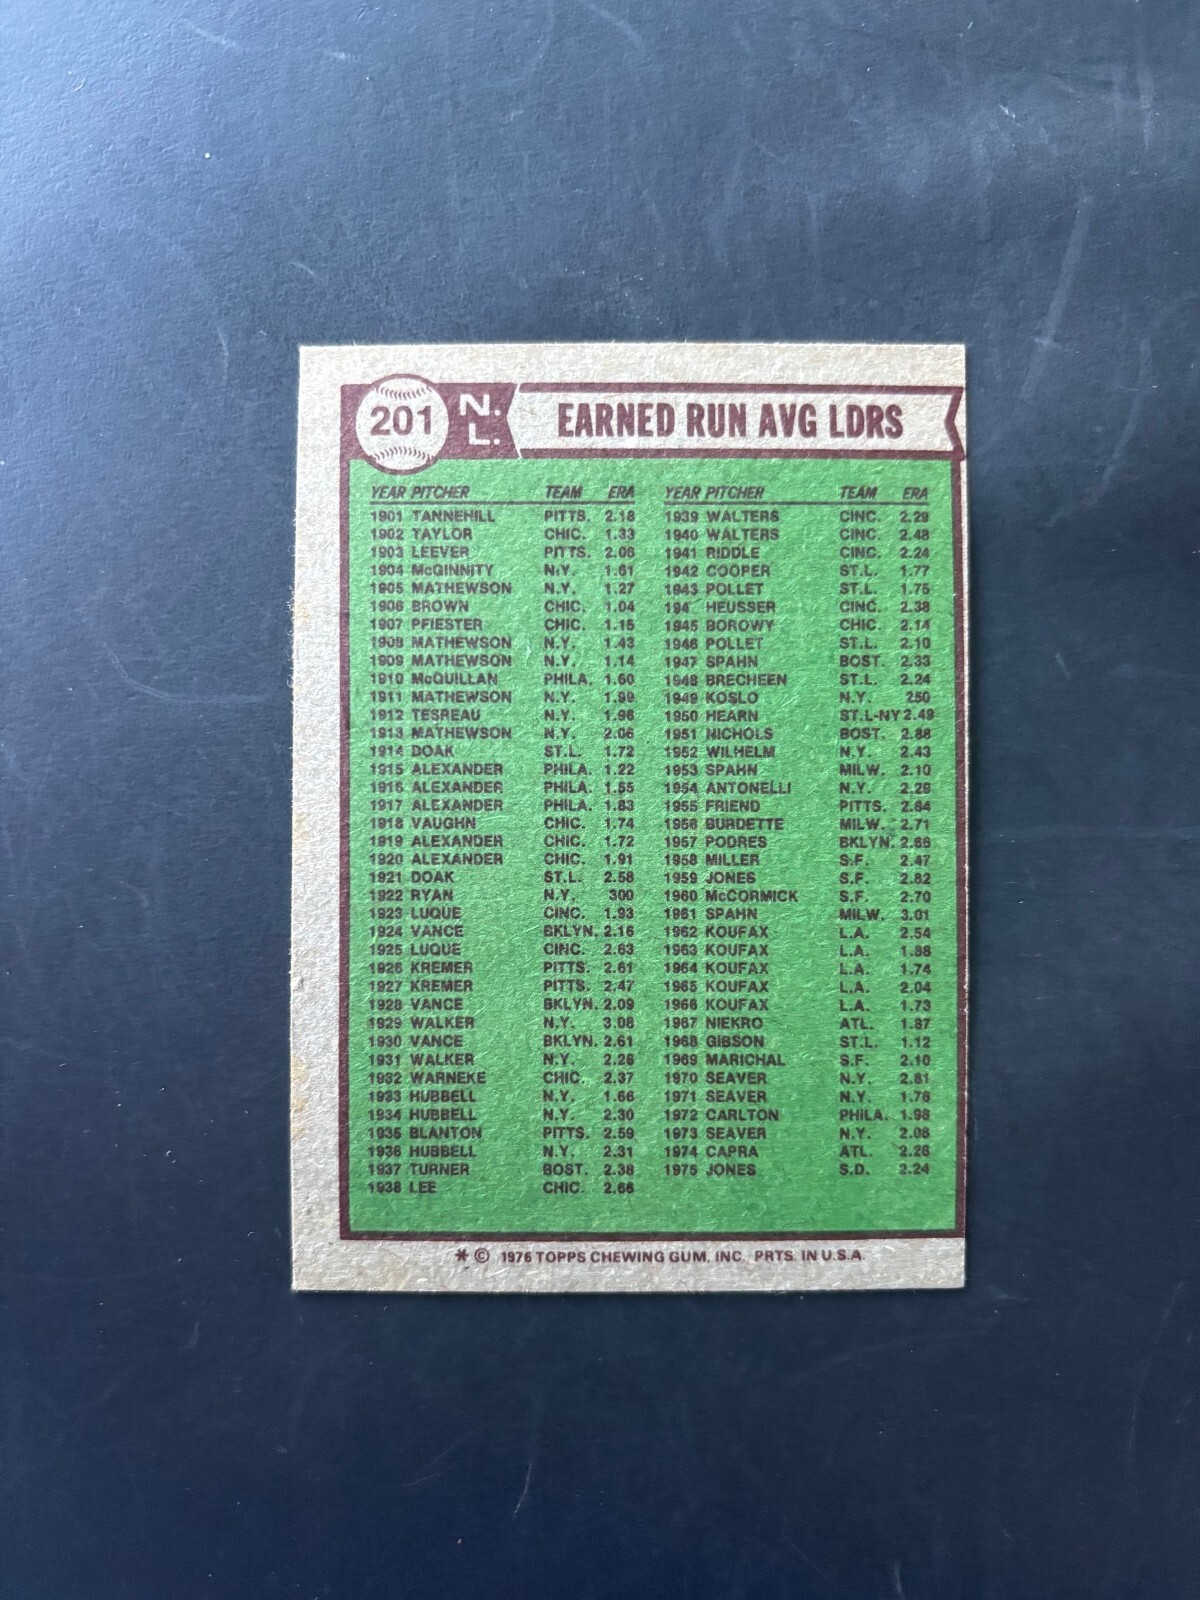 201 N. L. EARNED RUN AVG LDRS
YEAR PITCHER TEAM ERA
1901 TANNEHILL PITTS. 2.18
1902 TAYLOR CHIC. 1.33
1903 LEEVER PITTS. 2.06
1904 McGINNITY N.Y. 1.61
1905 MATHEWSON N.Y. 1.27
1906 BROWN CHIC. 1.04
1907 PFIESTER CHIC. 1.15
1908 MATHEWSON N.Y. 1.43
1909 MATHEWSON N.Y. 1.14
1910 McQUILLAN PHILA. 1.60
1911 MATHEWSON N.Y. 1.99
1912 TESREAU N.Y. 1.96
1913 MATHEWSON N.Y. 2.06
1914 DOAK ST.L. 1.72
1915 ALEXANDER PHILA. 1.22
1916 ALEXANDER PHILA. 1.55
1917 ALEXANDER PHILA. 1.83
1918 VAUGHN CHIC. 1.74
1919 ALEXANDER CHIC. 1.72
1920 ALEXANDER CHIC. 1.91
1921 DOAK ST.L. 2.58
1922 RYAN N.Y. 300
1923 LUQUE CINC. 1.93
1924 VANCE BKLYN. 2.16
1925 LUQUE CINC. 2.63
1926 KREMER PITTS. 2.61
1927 KREMER PITTS. 2.47
1928 VANCE BKLYN. 2.09
1929 WALKER N.Y. 3.08
1930 VANCE BKLYN. 2.61
1931 WALKER N.Y. 2.26
1932 WARNEKE CHIC. 2.37
1933 HUBBELL N.Y. 1.66
1934 HUBBELL N.Y. 2.30
1935 BLANTON PITTS. 2.59
1936 HUBBELL N.Y. 2.31
1937 TURNER BOST. 2.38
1938 LEE CHIC. 2.66
YEAR PITCHER TEAM ERA
1939 WALTERS CINC. 2.29
1940 WALTERS CINC. 2.48
1941 RIDDLE CINC. 2.24
1942 COOPER ST.L. 1.77
1943 POLLET ST.L. 1.75
194 HEUSSER CINC. 2.38
1945 BOROWY CHIC. 2.14
1946 POLLET ST.L. 2.10
1947 SPAHN BOST. 2.33
1948 BRECHEEN ST.L. 2.24
1949 KOSLO N.Y. 250
1950 HEARN ST.L-NY 2.49
1951 NICHOLS BOST. 2.88
1952 WILHELM N.Y. 2.43
1953 SPAHN MILW. 2.10
1954 ANTONELLI N.Y. 2.29
1955 FRIEND PITTS. 2.84
1956 BURDETTE MILW. 2.71
1957 PODRES BKLYN. 2.66
1958 MILLER S.F. 2.47
1959 JONES S.F. 2.82
1960 McCORMICK S.F. 2.70
1961 SPAHN MILW. 3.01
1962 KOUFAX L.A. 2.54
1963 KOUFAX L.A. 1.88
1964 KOUFAX L.A. 1.74
1965 KOUFAX L.A. 2.04
1966 KOUFAX L.A. 1.73
1967 NIEKRO ATL. 1.87
1968 GIBSON ST.L. 1.12
1969 MARICHAL S.F. 2.10
1970 SEAVER N.Y. 2.81
1971 SEAVER N.Y. 1.76
1972 CARLTON PHILA. 1.98
1973 SEAVER N.Y. 2.08
1974 CAPRA ATL. 2.28
1975 JONES S.D. 2.24
* © 1976 TOPPS CHEWING GUM, INC. PRTS. IN U.S.A.